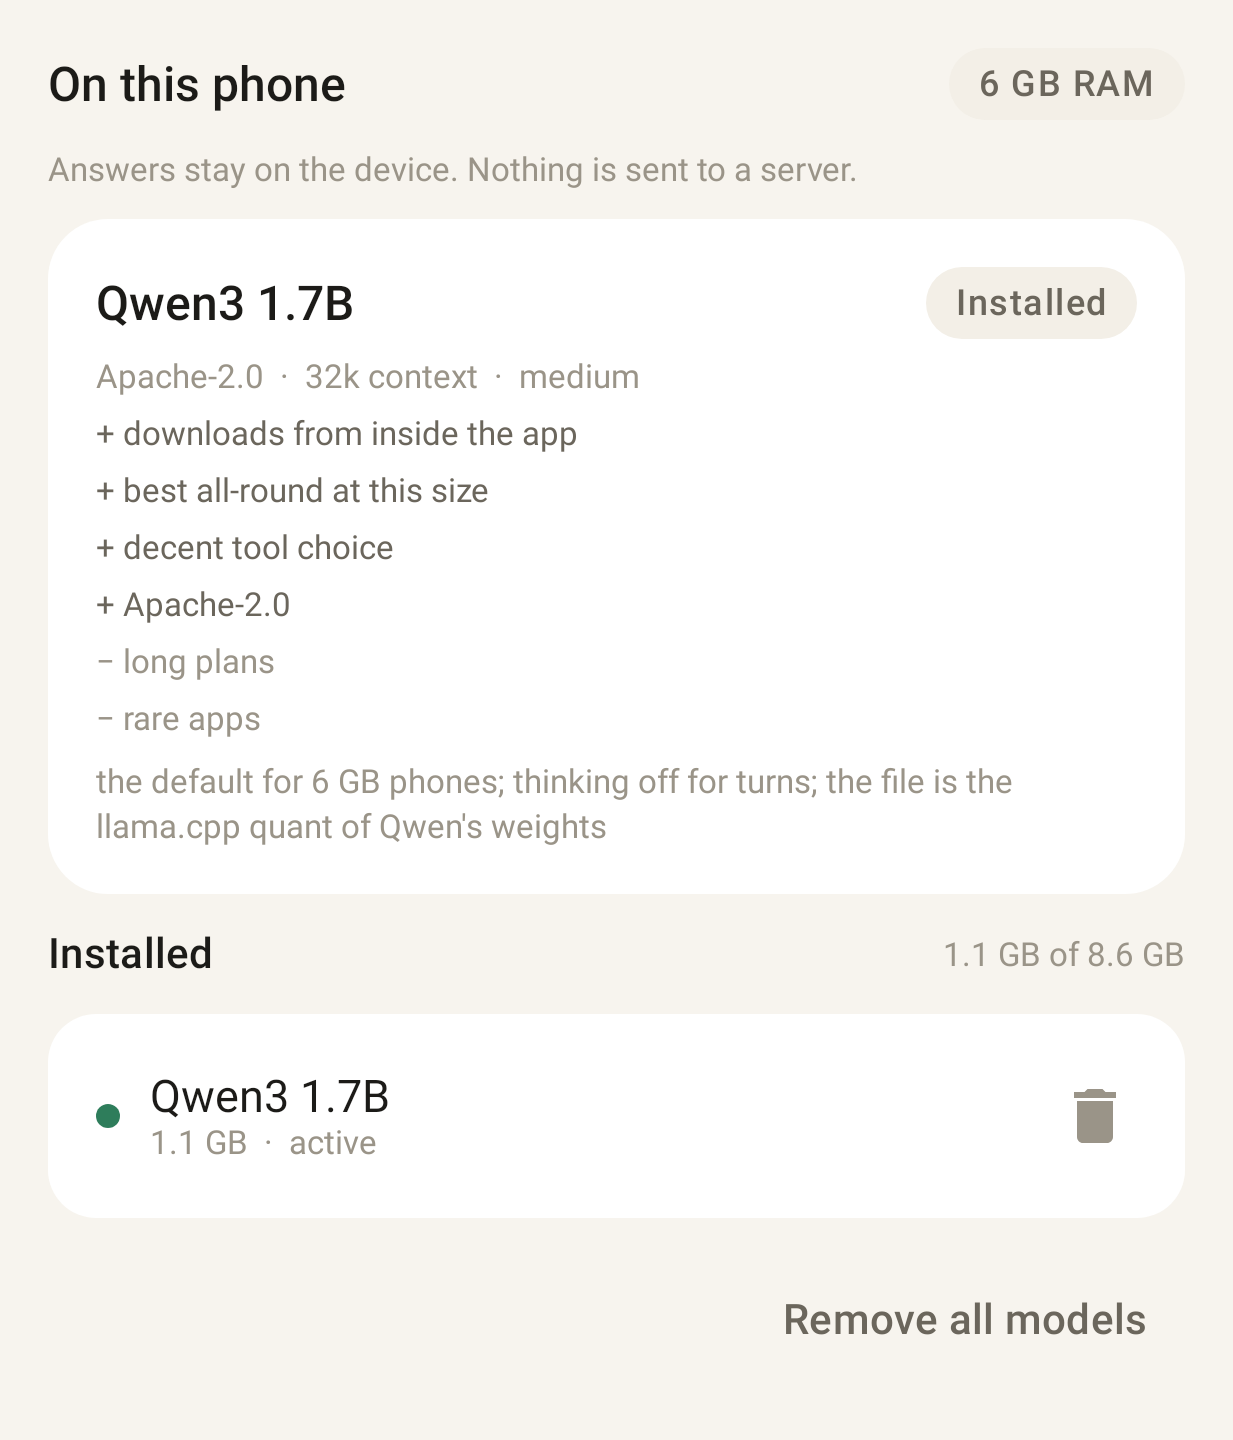 On this phone
6 GB RAM
Answers stay on the device. Nothing is sent to a server.
Qwen3 1.7B
Installed
Apache-2.0 · 32k context · medium
+ downloads from inside the app
+ best all-round at this size
+ decent tool choice
+ Apache-2.0
− long plans
− rare apps
the default for 6 GB phones; thinking off for turns; the file is the
llama.cpp quant of Qwen's weights
Installed
1.1 GB of 8.6 GB
Qwen3 1.7B
1.1 GB · active
Remove all models